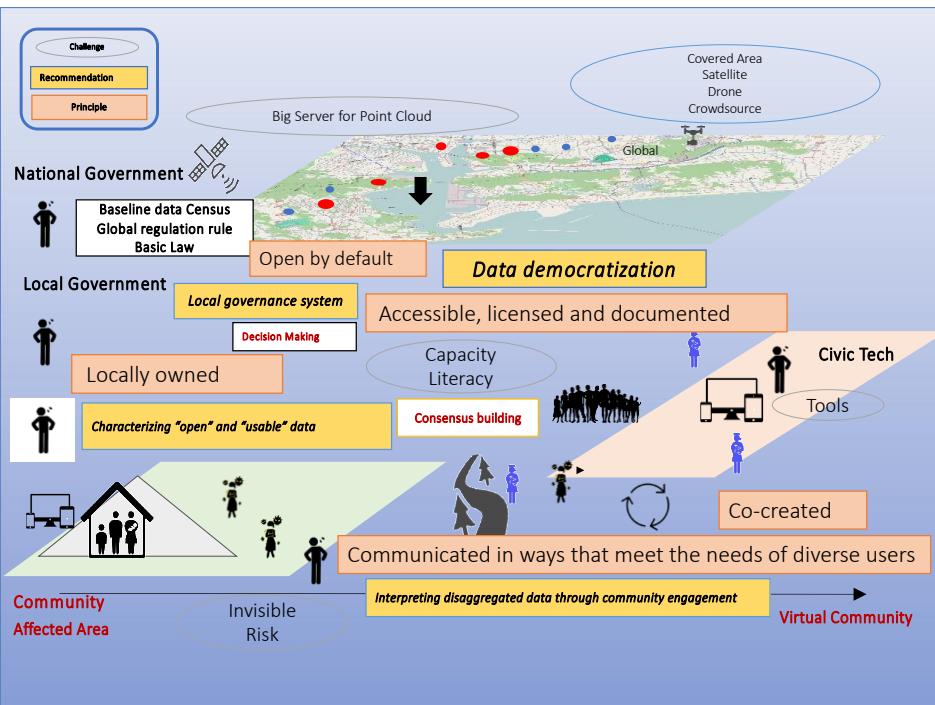 Challenge
Recommendation
Principle
Covered Area
Satellite
Drone
Crowdsource
Big Server for Point Cloud
Global
National Government
Baseline data Census
Global regulation rule
Basic Law
Open by default
Data democratization
Local Government
Local governance system
Accessible, licensed and documented
Decision Making
Capacity
Literacy
Civic Tech
Locally owned
Tools
Characterizing “open” and “usable” data
Consensus building
Co-created
Communicated in ways that meet the needs of diverse users
Community
Affected Area
Invisible
Risk
Interpreting disaggregated data through community engagement
Virtual Community